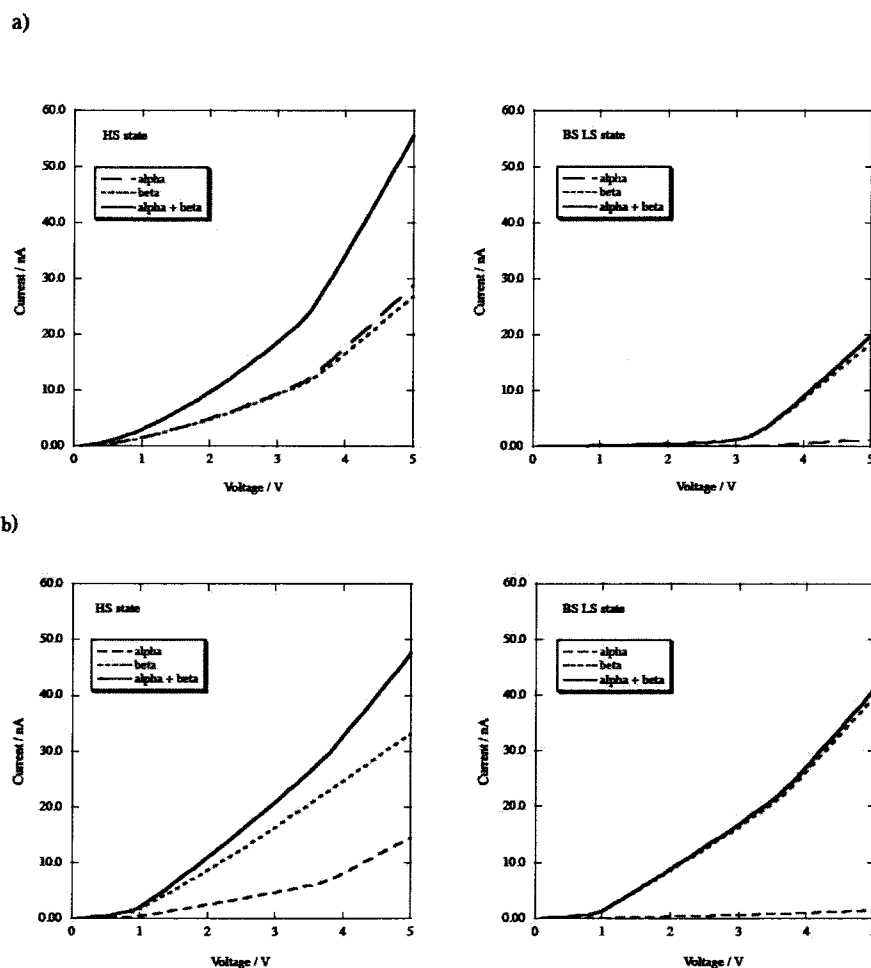 a)
HS state
alpha
beta
alpha + beta
60.0
50.0
40.0
30.0
20.0
10.0
0.00
Current / nA
0 1 2 3 4 5
Voltage / V
BS LS state
alpha
beta
alpha + beta
60.0
50.0
40.0
30.0
20.0
10.0
0.00
Current / nA
0 1 2 3 4 5
Voltage / V
b)
HS state
alpha
beta
alpha + beta
60.0
50.0
40.0
30.0
20.0
10.0
0.00
Current / nA
0 1 2 3 4 5
Voltage / V
BS LS state
alpha
beta
alpha + beta
60.0
50.0
40.0
30.0
20.0
10.0
0.00
Current / nA
0 1 2 3 4 5
Voltage / V